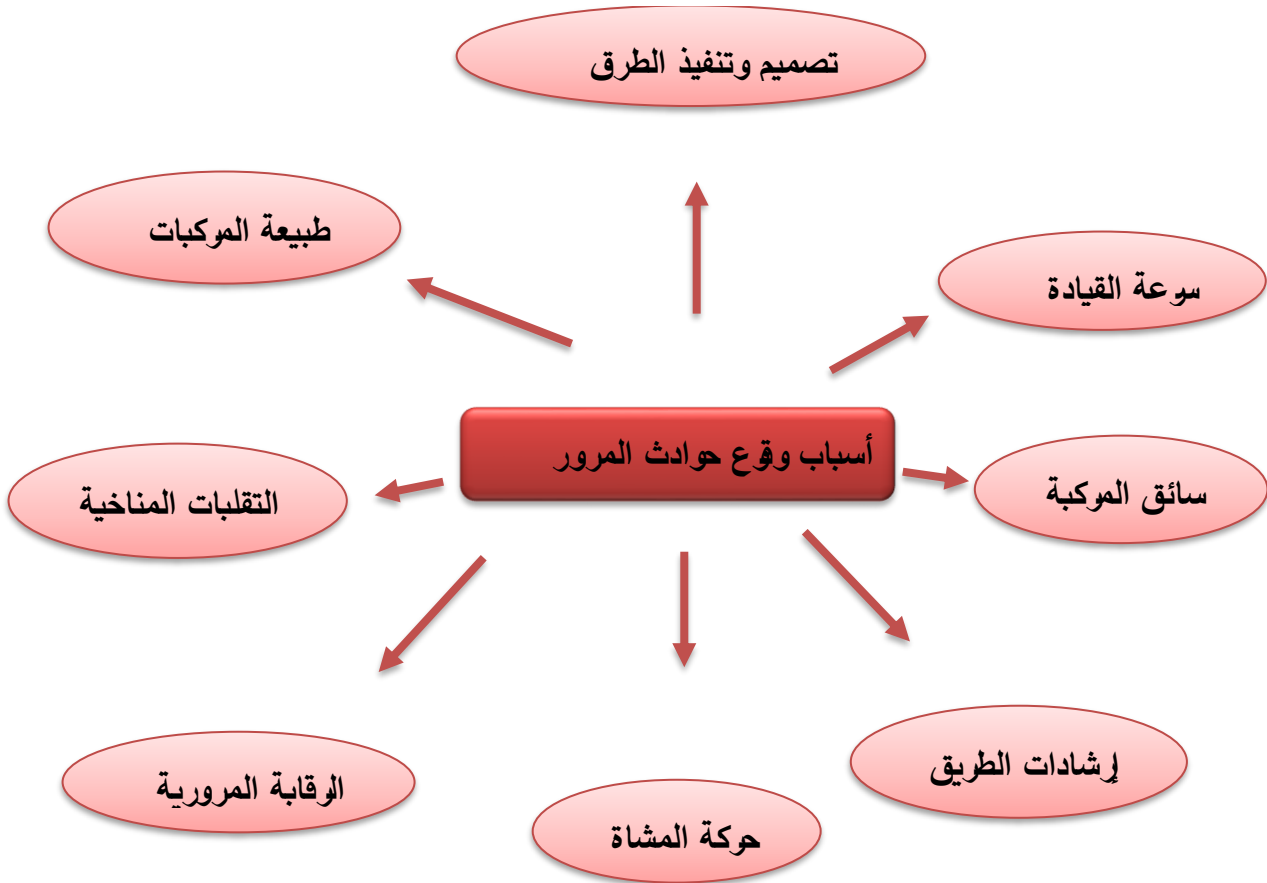 تصميم وتنفيذ الطرق
طبيعة المركبات
سرعة القيادة
أسباب وقوع حوادث المرور
سائق المركبة
التقلبات المناخية
إرشادات الطريق
الرقابة المرورية
حركة المشاة